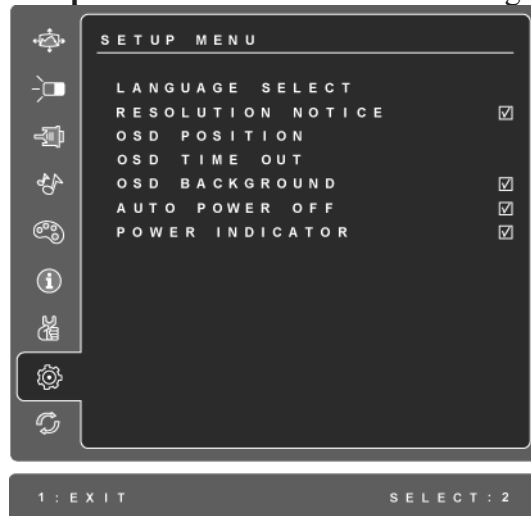 SETUP MENU
LANGUAGE SELECT
RESOLUTION NOTICE
OSD POSITION
OSD TIME OUT
OSD BACKGROUND
AUTO POWER OFF
POWER INDICATOR
1:EXIT SELECT:2